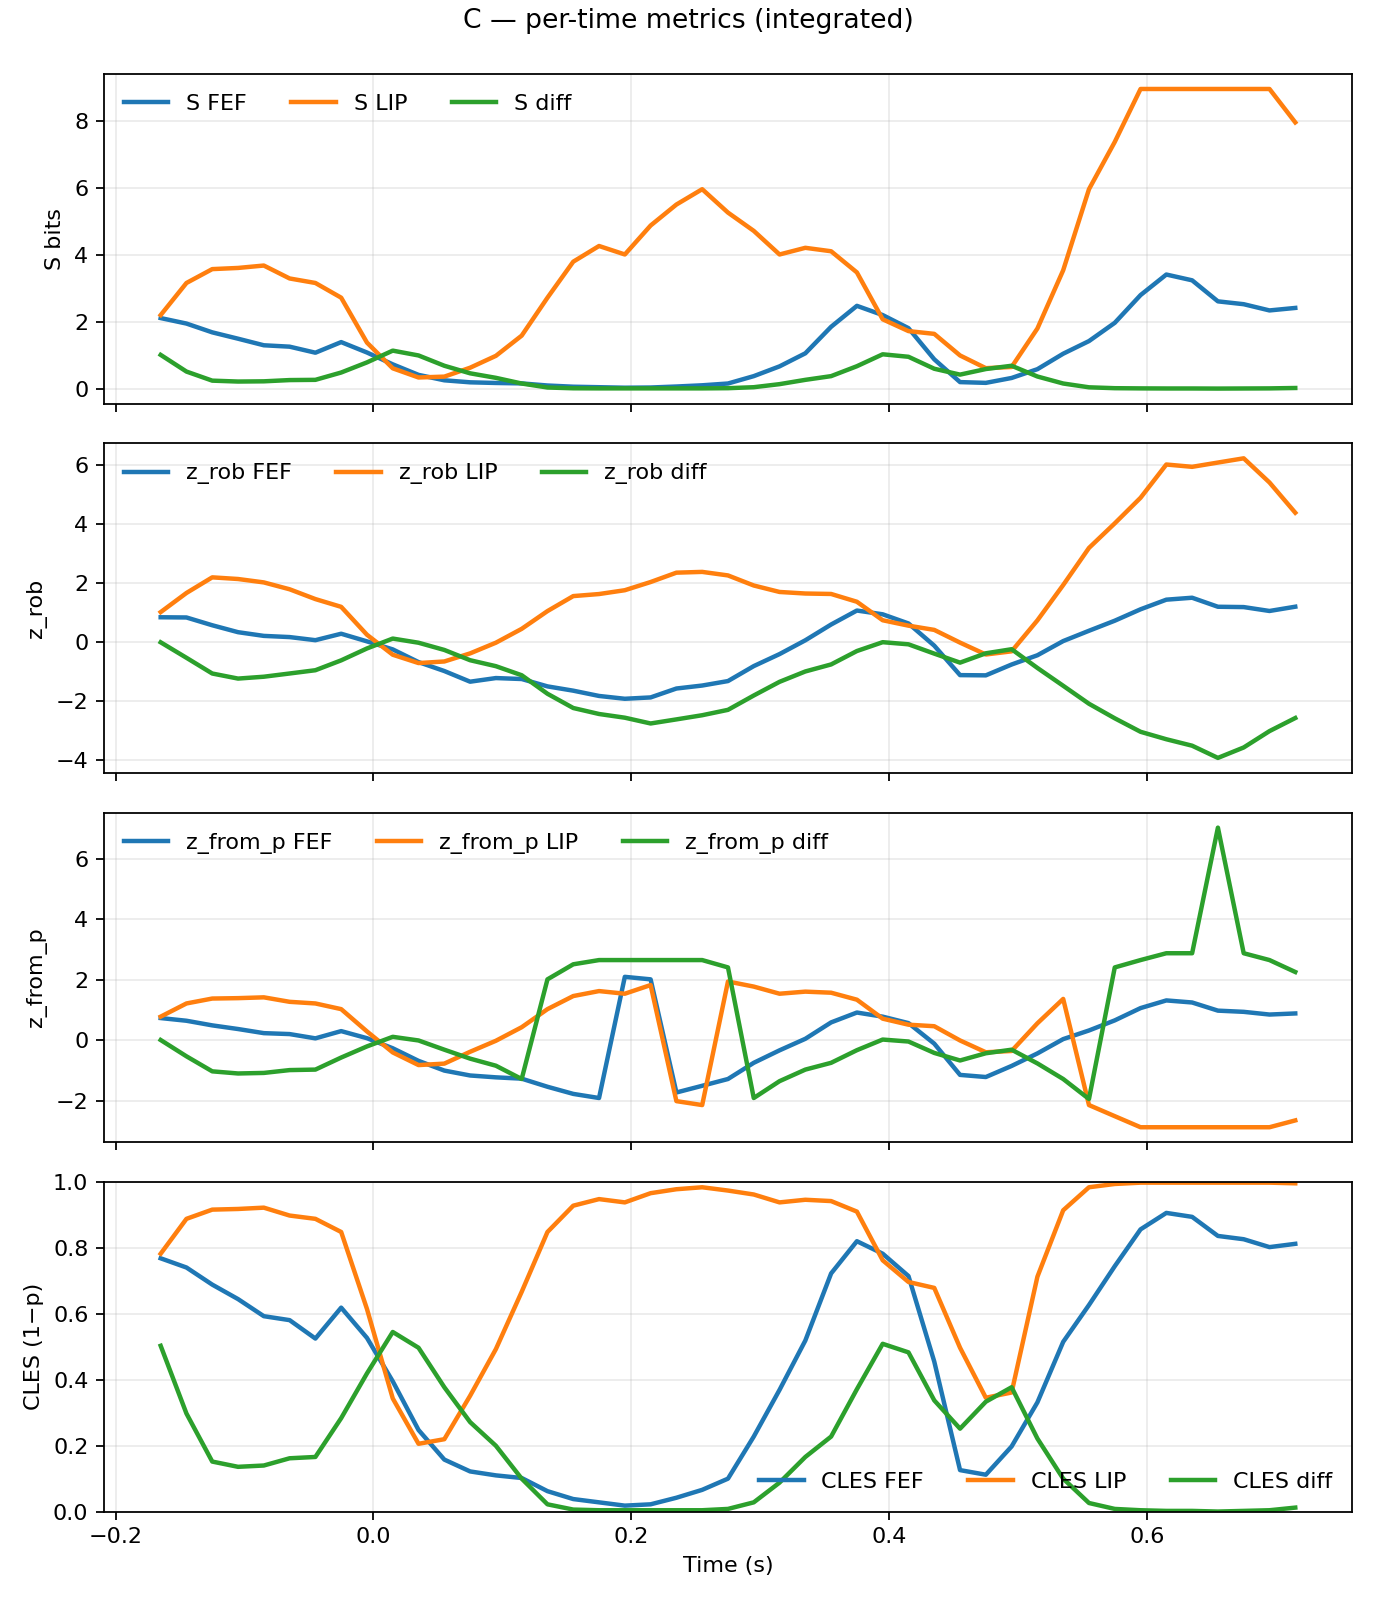 C — per-time metrics (integrated)
S FEF S LIP S diff
8
6
4
2
0
S bits
z_rob FEF z_rob LIP z_rob diff
6
4
2
0
−2
−4
z_rob
z_from_p FEF z_from_p LIP z_from_p diff
6
4
2
0
−2
z_from_p
1.0
0.8
0.6
0.4
0.2
0.0
CLES (1−p)
CLES FEF CLES LIP CLES diff
−0.2 0.0 0.2 0.4 0.6
Time (s)